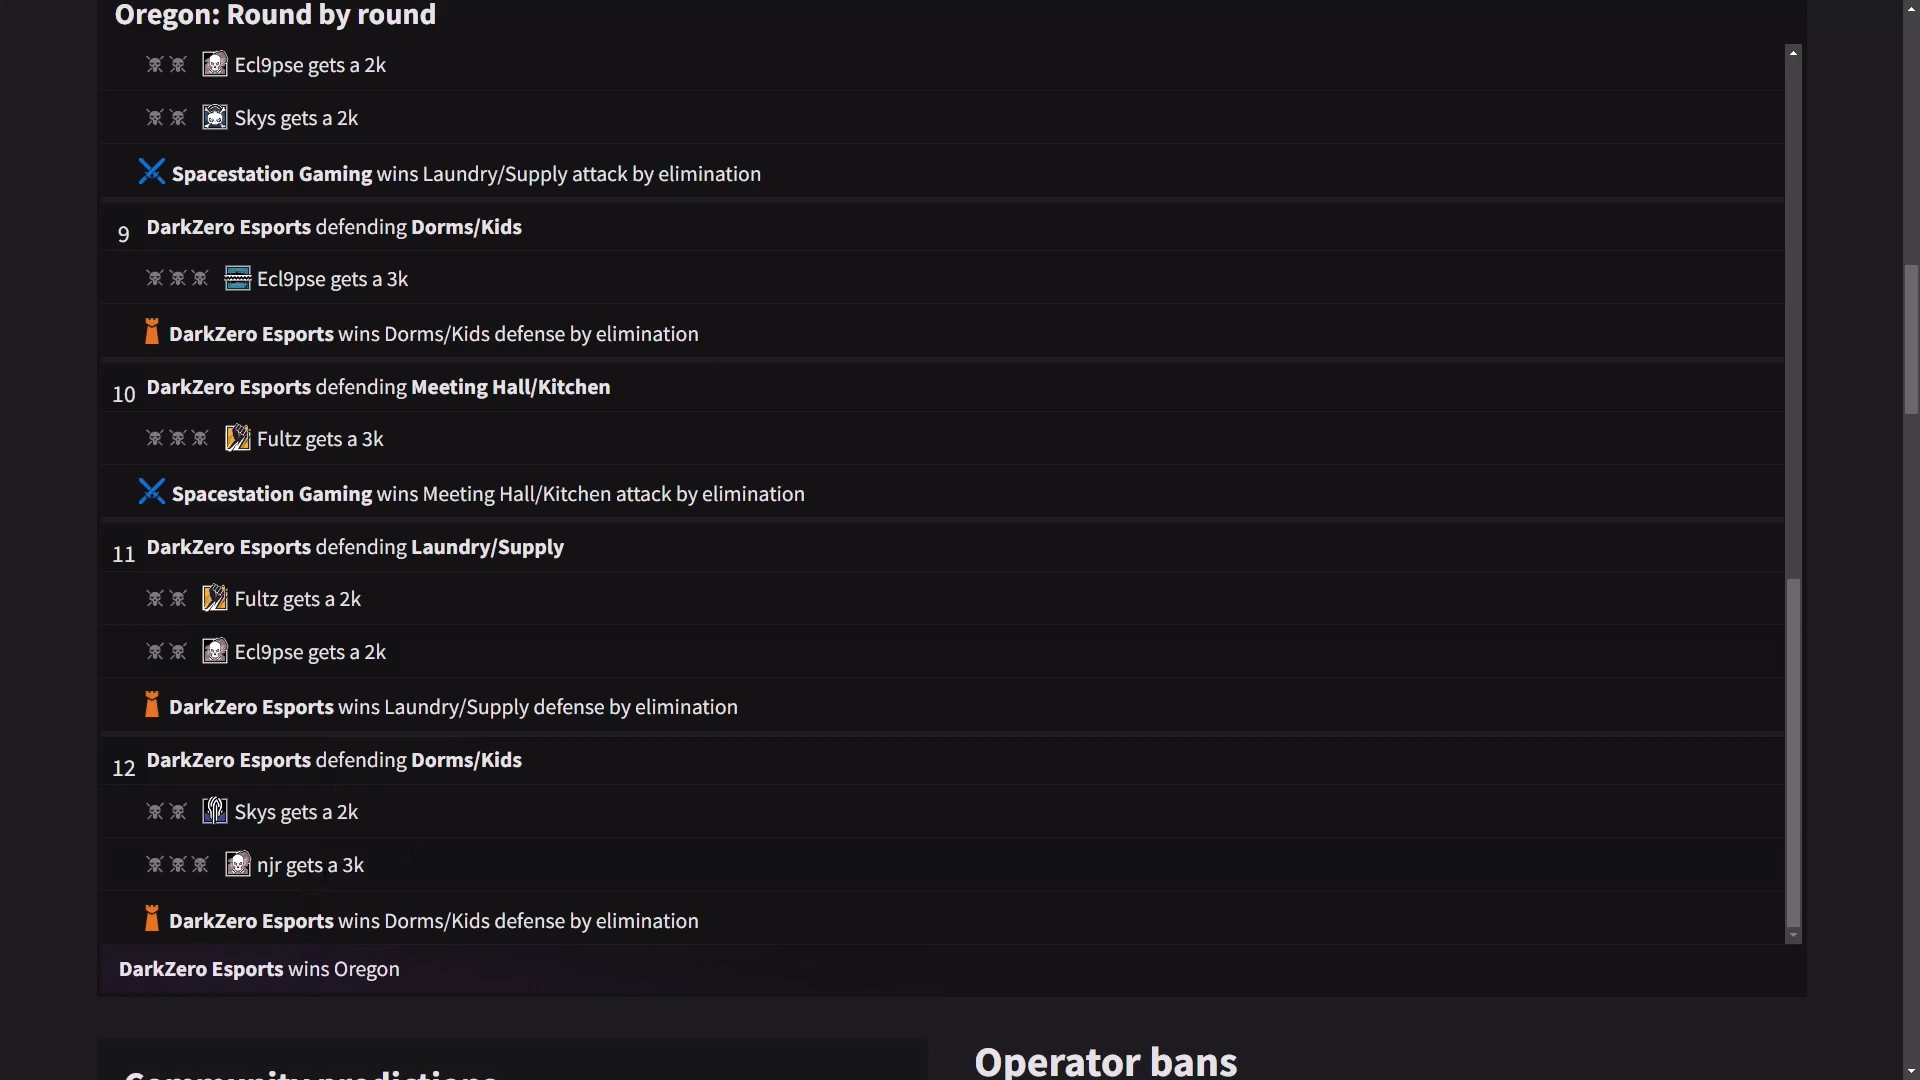 Oregon: Round by round
Ecl9pse gets a 2k
Skys gets a 2k
Spacestation Gaming wins Laundry/Supply attack by elimination
9 DarkZero Esports defending Dorms/Kids
Ecl9pse gets a 3k
DarkZero Esports wins Dorms/Kids defense by elimination
10 DarkZero Esports defending Meeting Hall/Kitchen
Fultz gets a 3k
Spacestation Gaming wins Meeting Hall/Kitchen attack by elimination
11 DarkZero Esports defending Laundry/Supply
Fultz gets a 2k
Ecl9pse gets a 2k
DarkZero Esports wins Laundry/Supply defense by elimination
12 DarkZero Esports defending Dorms/Kids
Skys gets a 2k
njr gets a 3k
DarkZero Esports wins Dorms/Kids defense by elimination
DarkZero Esports wins Oregon
Community predictions
Operator bans